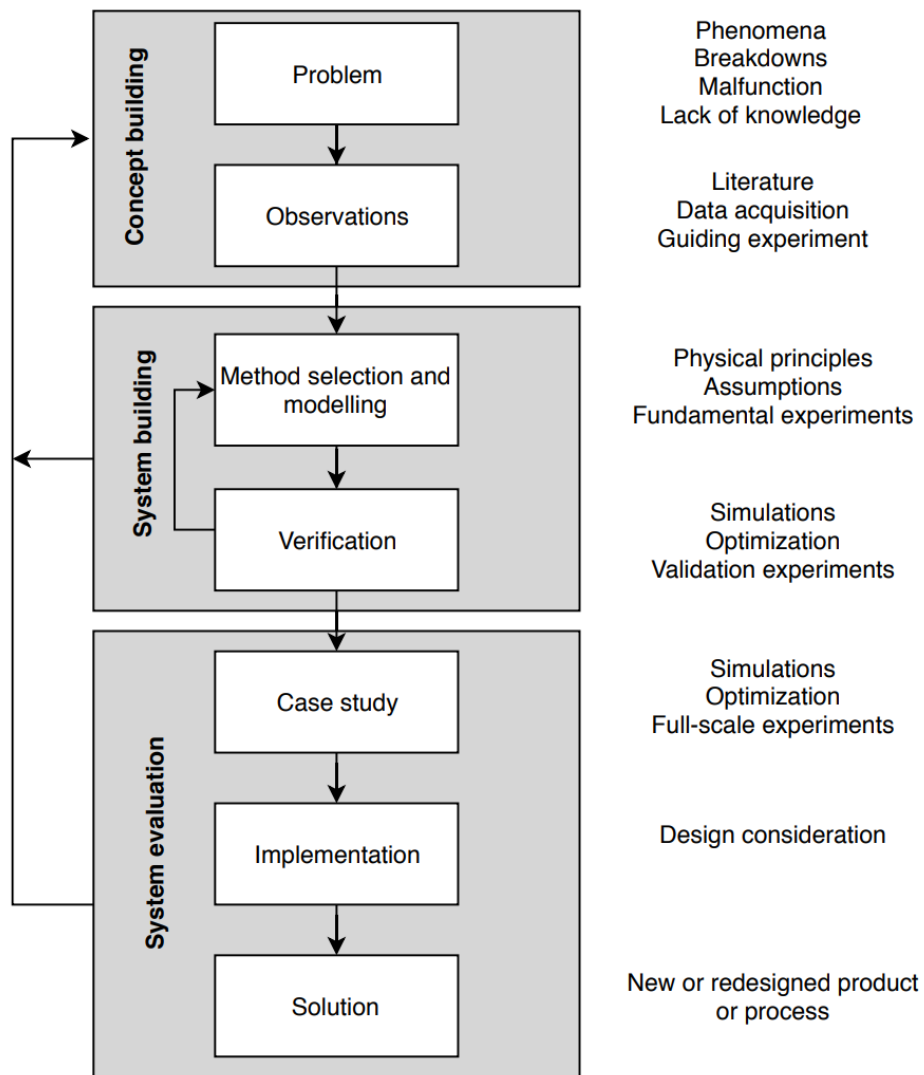 Concept building
Problem
Phenomena
Breakdowns
Malfunction
Lack of knowledge
Observations
Literature
Data acquisition
Guiding experiment
System building
Method selection and
modelling
Physical principles
Assumptions
Fundamental experiments
Verification
Simulations
Optimization
Validation experiments
System evaluation
Case study
Simulations
Optimization
Full-scale experiments
Implementation
Design consideration
Solution
New or redesigned product
or process